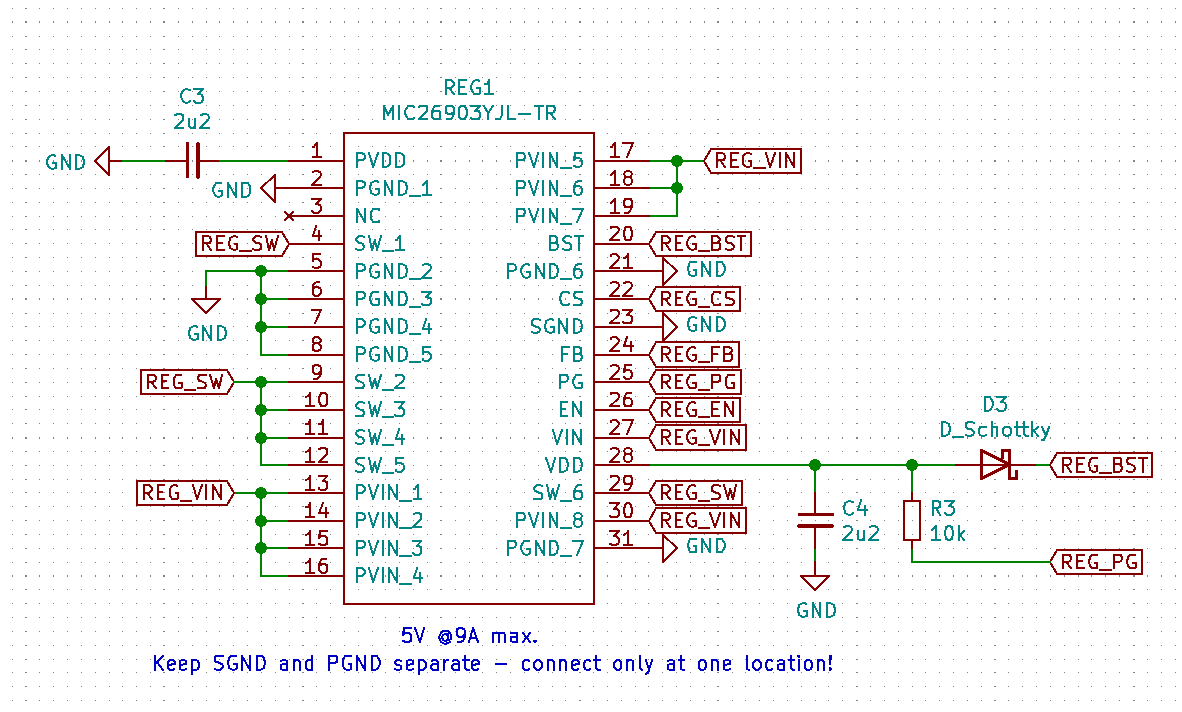 REG1
MIC26903YJL-TR
C3
2u2
GND
1 PVDD
GND 2 PGND_1
3 NC
REG_SW 4 SW_1
5 PGND_2
6 PGND_3
7 PGND_4
GND
8 PGND_5
REG_SW 9 SW_2
10 SW_3
11 SW_4
12 SW_5
REG_VIN 13 PVIN_1
14 PVIN_2
15 PVIN_3
16 PVIN_4
PVIN_5 17 REG_VIN
PVIN_6 18
PVIN_7 19
BST 20 REG_BST
PGND_6 21 GND
CS 22 REG_CS
SGND 23 GND
FB 24 REG_FB
PG 25 REG_PG
EN 26 REG_EN
VIN 27 REG_VIN
VDD 28
SW_6 29 REG_SW
PVIN_8 30 REG_VIN
PGND_7 31 GND
D3
D_Schottky
REG_BST
C4
2u2
GND
R3
10k
REG_PG
5V @9A max.
Keep SGND and PGND separate - connect only at one location!